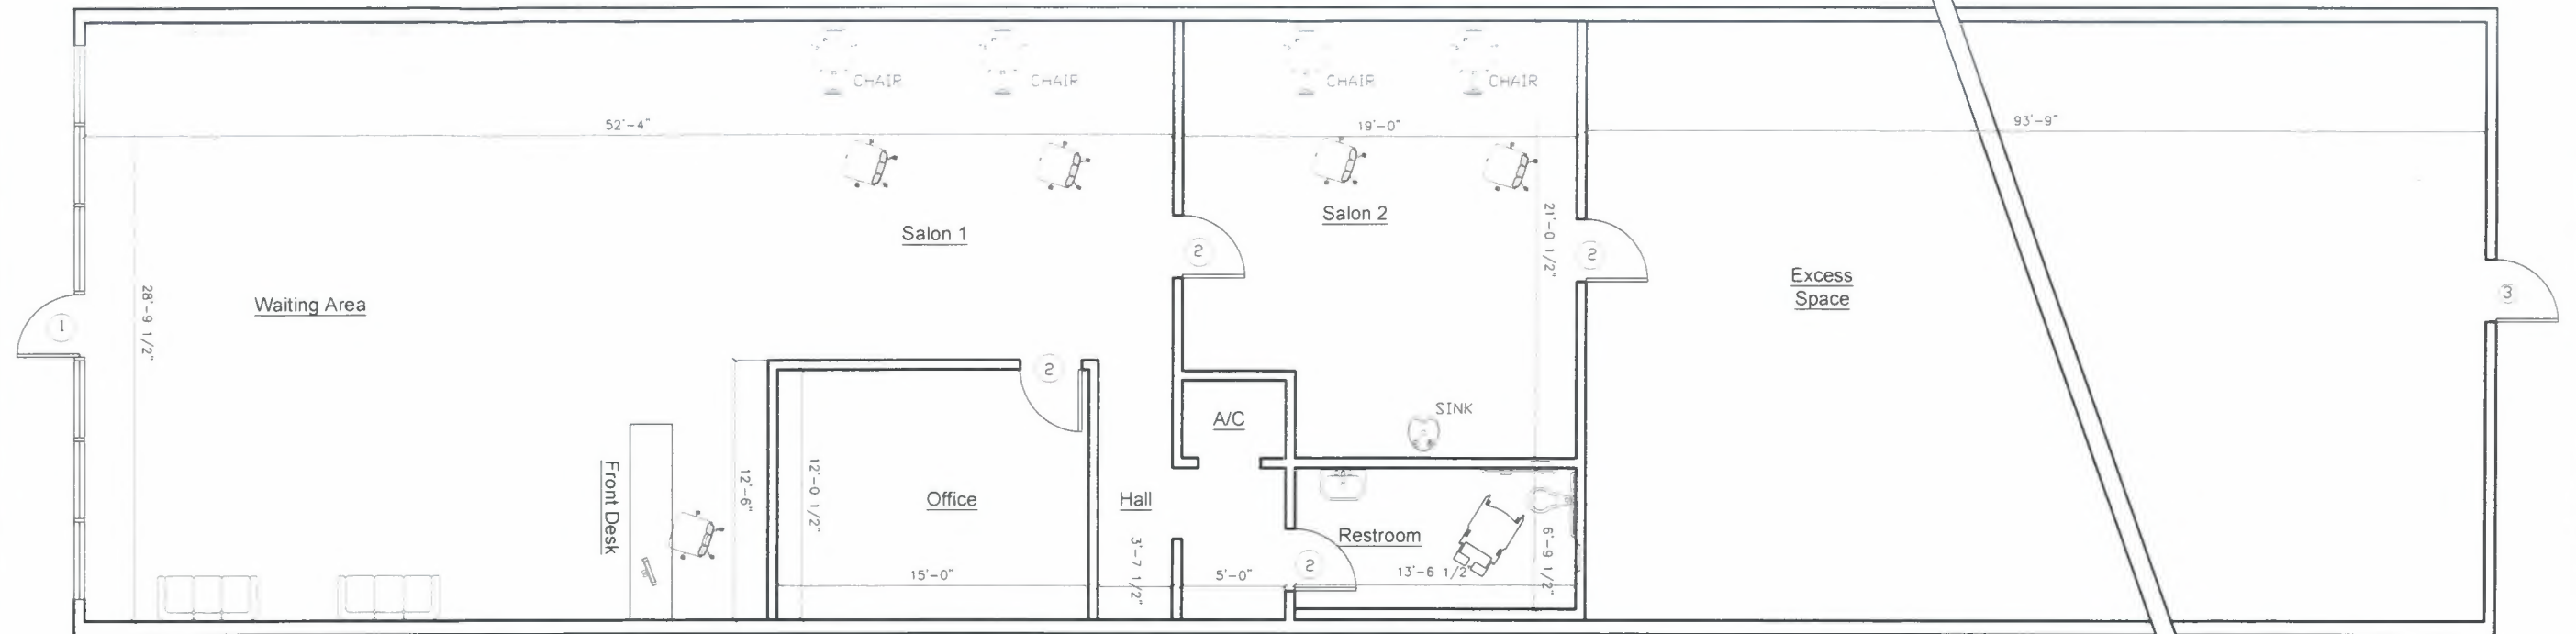 CHAIR
CHAIR
CHAIR
CHAIR
52'-4"
19'-0"
93'-9"
Salon 1
Salon 2
21'-0 1/2"
2
2
Excess
Space
3
Waiting Area
28'-9 1/2"
1
2
SINK
A/C
Front Desk
12'-6"
12'-0 1/2"
Office
Hall
Restroom
3'-7 1/2"
6'-9 1/2"
15'-0"
5'-0"
2
13'-6 1/2"